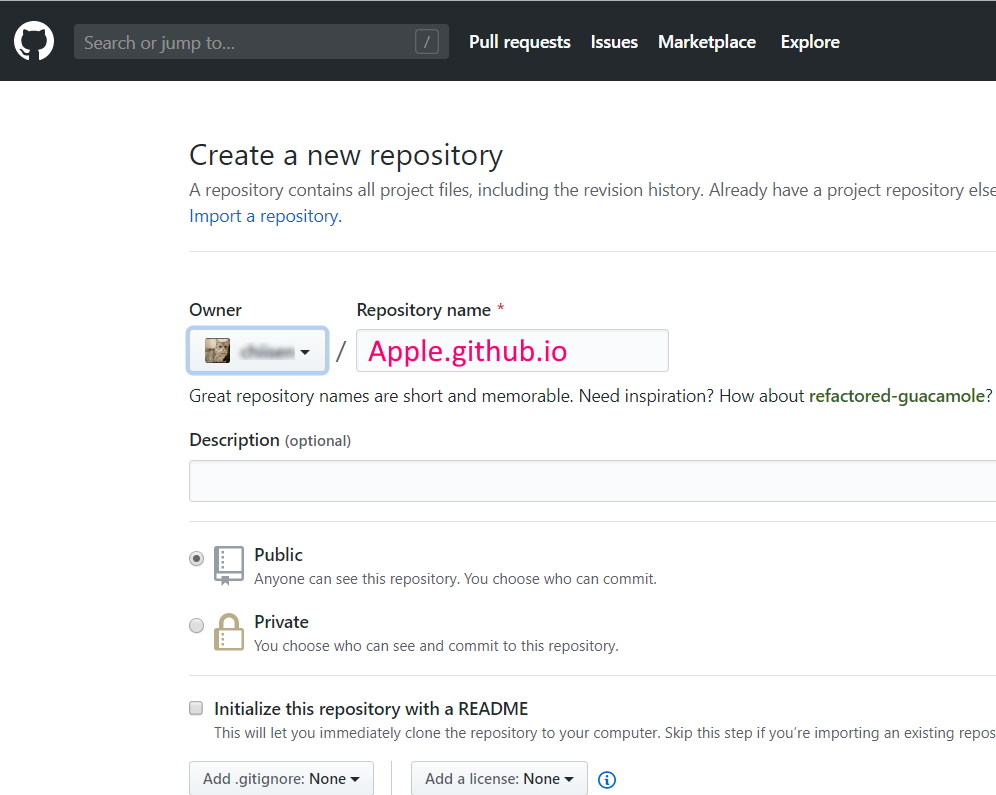 Search or jump to... /
Pull requests Issues Marketplace Explore
Create a new repository
A repository contains all project files, including the revision history. Already have a project repository else
Import a repository.
Owner
Repository name *
/ Apple.github.io
Great repository names are short and memorable. Need inspiration? How about refactored-guacamole?
Description (optional)
Public
Anyone can see this repository. You choose who can commit.
Private
You choose who can see and commit to this repository.
Initialize this repository with a README
This will let you immediately clone the repository to your computer. Skip this step if you're importing an existing repos
Add .gitignore: None
Add a license: None